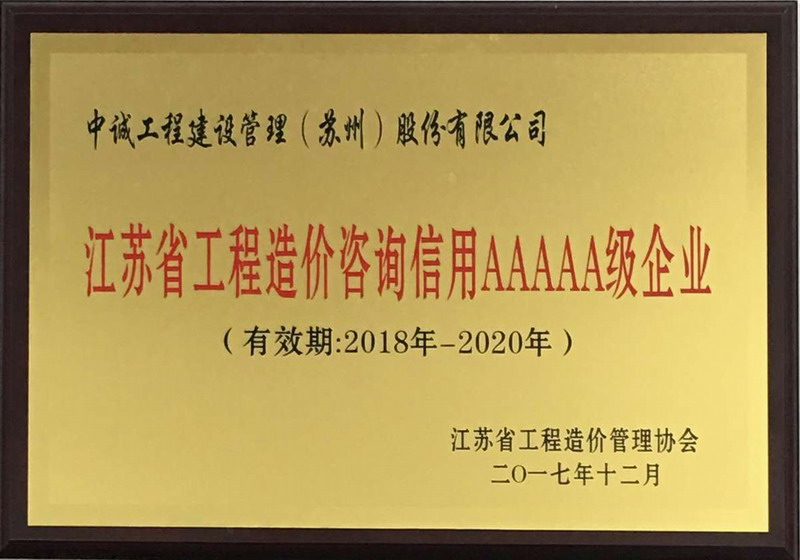 中诚工程建设管理（苏州）股份有限公司
江苏省工程造价咨询信用AAAAA级企业
（有效期:2018年-2020年）
江苏省工程造价管理协会
二〇一七年十二月